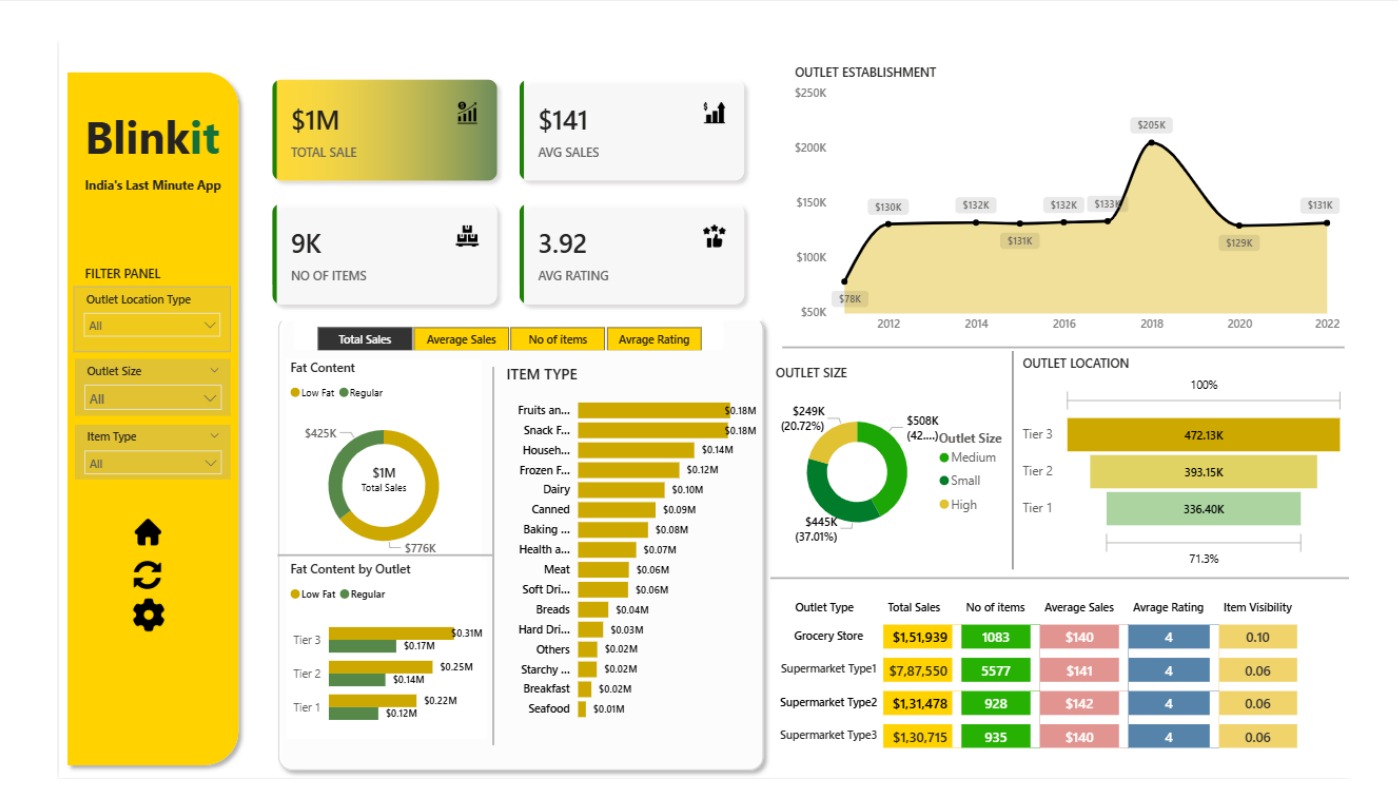 Blinkit
India's Last Minute App
FILTER PANEL
Outlet Location Type
All
Outlet Size
All
Item Type
All
$1M
TOTAL SALE
$141
AVG SALES
9K
NO OF ITEMS
3.92
AVG RATING
Total Sales
Average Sales
No of items
Avrage Rating
Fat Content
Low Fat
Regular
$425K
$1M
Total Sales
$776K
Fat Content by Outlet
Low Fat
Regular
Tier 3
$0.31M
$0.17M
Tier 2
$0.25M
$0.14M
Tier 1
$0.22M
$0.12M
ITEM TYPE
Fruits an... $0.18M
Snack F... $0.18M
Househ... $0.14M
Frozen F... $0.12M
Dairy $0.10M
Canned $0.09M
Baking ... $0.08M
Health a... $0.07M
Meat $0.06M
Soft Dri... $0.06M
Breads $0.04M
Hard Dri... $0.03M
Others $0.02M
Starchy ... $0.02M
Breakfast $0.02M
Seafood $0.01M
OUTLET ESTABLISHMENT
$250K
$200K
$150K
$100K
$50K
$78K
$130K
$132K
$131K
$132K
$133K
$205K
$129K
$131K
2012 2014 2016 2018 2020 2022
OUTLET SIZE
$249K
(20.72%)
$508K
(42....)
$445K
(37.01%)
Outlet Size
Medium
Small
High
OUTLET LOCATION
100%
Tier 3 472.13K
Tier 2 393.15K
Tier 1 336.40K
71.3%
Outlet Type Total Sales No of items Average Sales Avrage Rating Item Visibility
Grocery Store $1,51,939 1083 $140 4 0.10
Supermarket Type1 $7,87,550 5577 $141 4 0.06
Supermarket Type2 $1,31,478 928 $142 4 0.06
Supermarket Type3 $1,30,715 935 $140 4 0.06